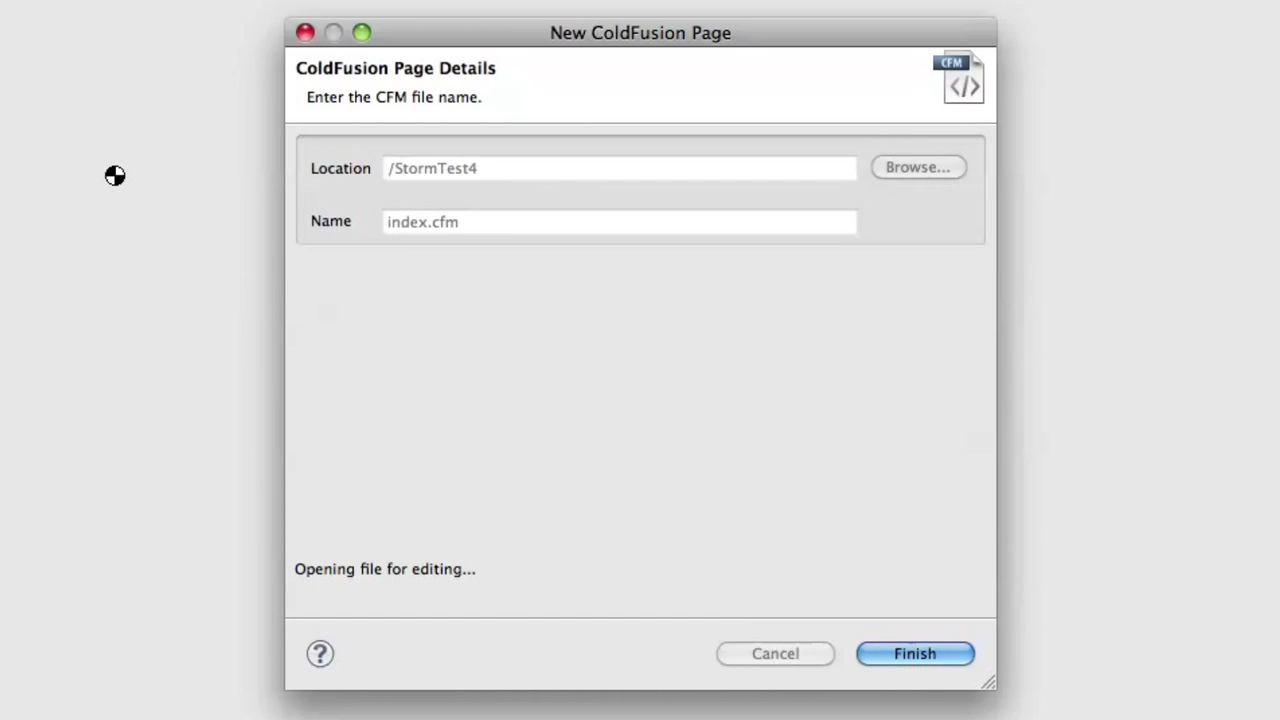 New ColdFusion Page
ColdFusion Page Details
Enter the CFM file name.
CFM
</>
Location /StormTest4 Browse...
Name index.cfm
Opening file for editing...
? Cancel Finish